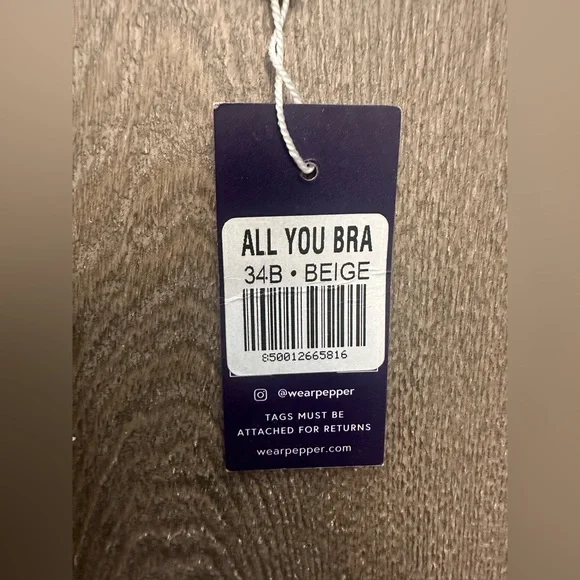 ALL YOU BRA
34B • BEIGE
850012665816
@wearpepper
TAGS MUST BE
ATTACHED FOR RETURNS
wearpepper.com